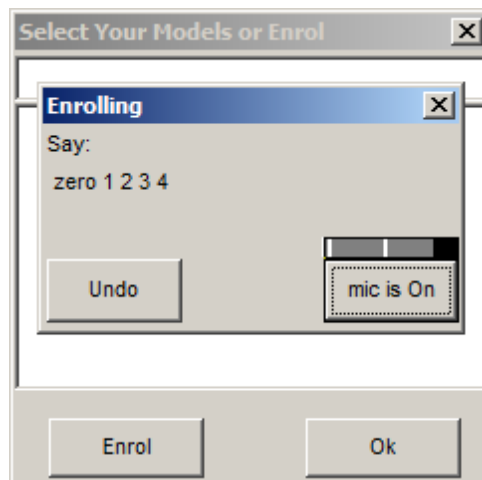 Select Your Models or Enrol
Enrolling
Say:
zero 1 2 3 4
Undo
mic is On
Enrol
Ok